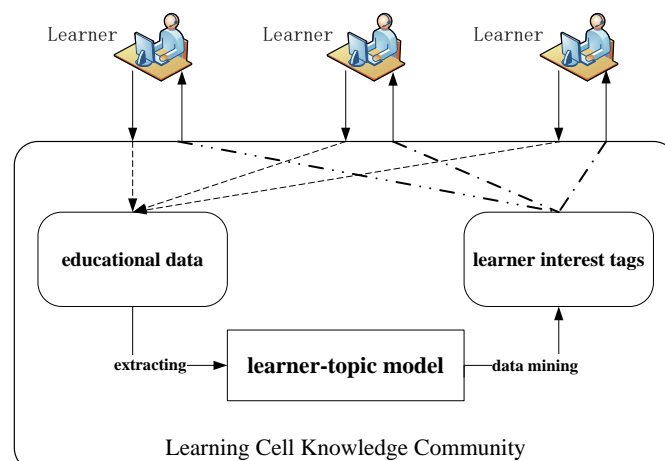 Learner
Learner
Learner
educational data
learner interest tags
extracting
learner-topic model
data mining
Learning Cell Knowledge Community